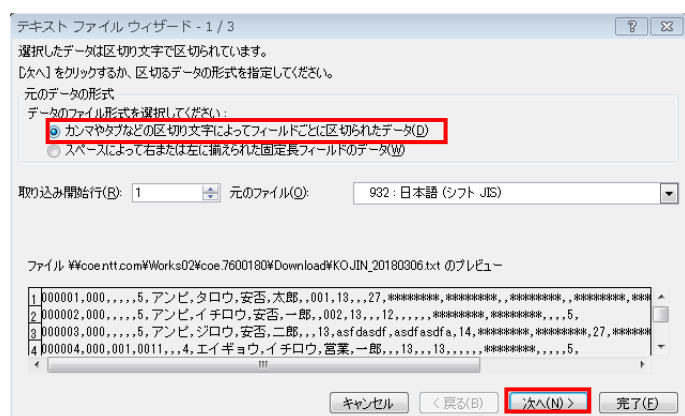 テキスト ファイル ウィザード - 1 / 3
選択したデータは区切り文字で区切られています。
[次へ] をクリックするか、区切るデータの形式を指定してください。
元のデータの形式
データのファイル形式を選択してください:
カンマやタブなどの区切り文字によってフィールドごとに区切られたデータ(D)
スペースによって右または左に揃えられた固定長フィールドのデータ(W)
取り込み開始行(R): 1 元のファイル(O): 932 : 日本語 (シフト JIS)
ファイル ¥¥coe.ntt.com¥Works02¥coe.7600180¥Download¥KOJIN_20180306.txt のプレビュー
1 000001,000,,,,,5,アンピ,タロウ,安否,太郎,,001,13,,,27,********,********,,********,,********,***
2 000002,000,,,,,5,アンピ,イチロウ,安否,一郎,,002,13,,,12,,,,,,********,,,,5,
3 000003,000,,,,,5,アンピ,ジロウ,安否,二郎,,,13,asfdasdf,asdfasdfa,14,********,********,27,******
4 000004,000,001,0011,,,4,エイギョウ,イチロウ,営業,一郎,,,13,,,13,,,,,,********,,,,,5,
キャンセル < 戻る(B) 次へ(N) > 完了(F)